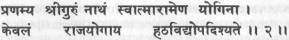 प्रणम्य श्रीगुरुं नाथं स्वात्मारामेण योगिना ।
केवलं राजयोगाय हठविद्योपदिश्यते ।। २ ।।